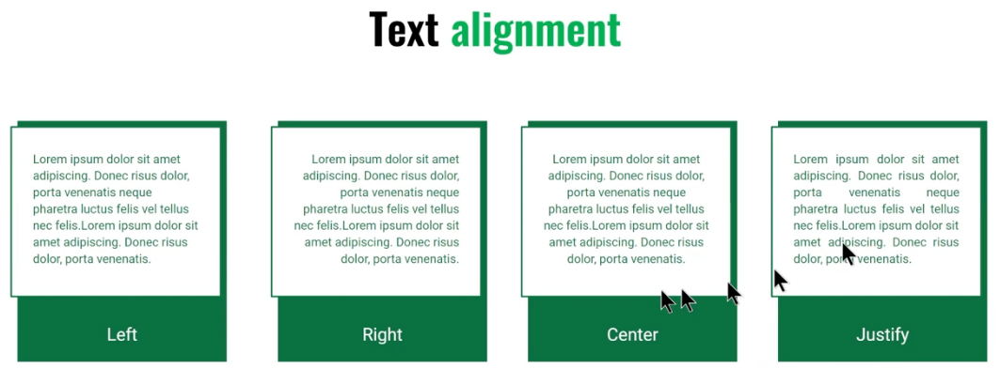 Text alignment
Lorem ipsum dolor sit amet
adipiscing. Donec risus dolor,
porta venenatis neque
pharetra luctus felis vel tellus
nec felis.Lorem ipsum dolor sit
amet adipiscing. Donec risus
dolor, porta venenatis.
Left
Lorem ipsum dolor sit amet
adipiscing. Donec risus dolor,
porta venenatis neque
pharetra luctus felis vel tellus
nec felis.Lorem ipsum dolor sit
amet adipiscing. Donec risus
dolor, porta venenatis.
Right
Lorem ipsum dolor sit amet
adipiscing. Donec risus dolor,
porta venenatis neque
pharetra luctus felis vel tellus
nec felis.Lorem ipsum dolor sit
amet adipiscing. Donec risus
dolor, porta venenatis.
Center
Lorem ipsum dolor sit amet
adipiscing. Donec risus dolor,
porta venenatis neque
pharetra luctus felis vel tellus
nec felis.Lorem ipsum dolor sit
amet adipiscing. Donec risus
dolor, porta venenatis.
Justify